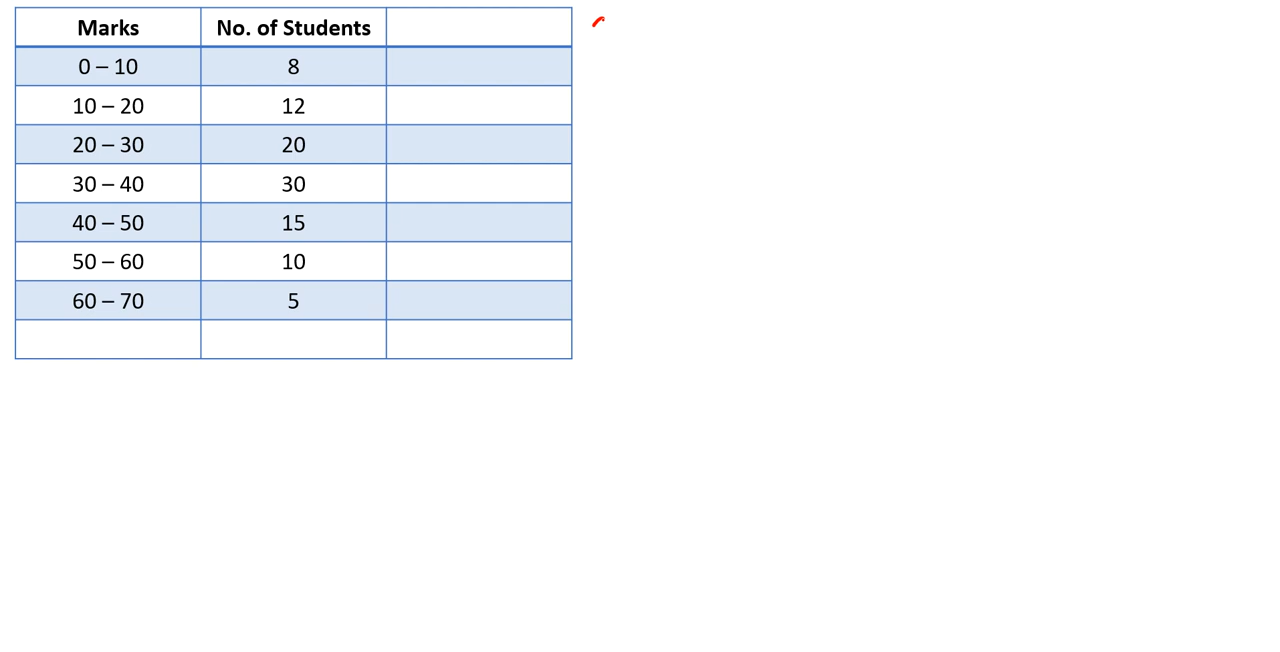 Marks No. of Students
0 – 10 8
10 – 20 12
20 – 30 20
30 – 40 30
40 – 50 15
50 – 60 10
60 – 70 5